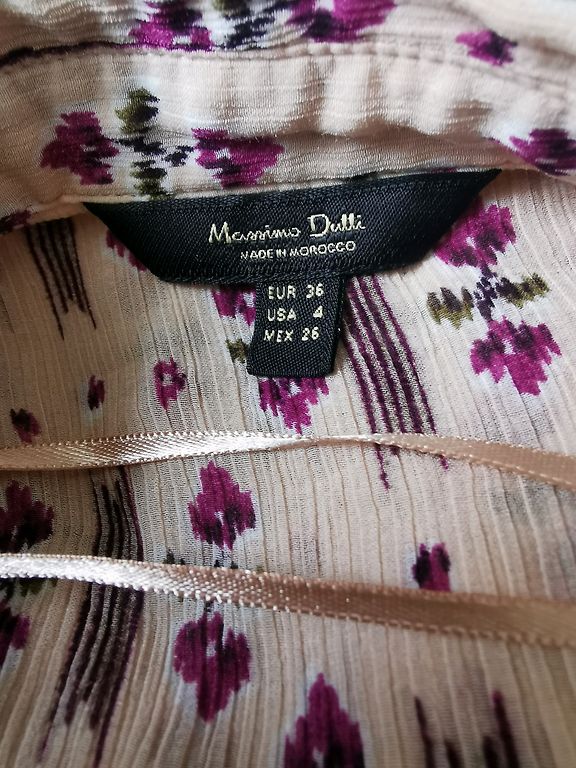 Massimo Dutti
MADE IN MOROCCO
EUR 36
USA 4
MEX 26